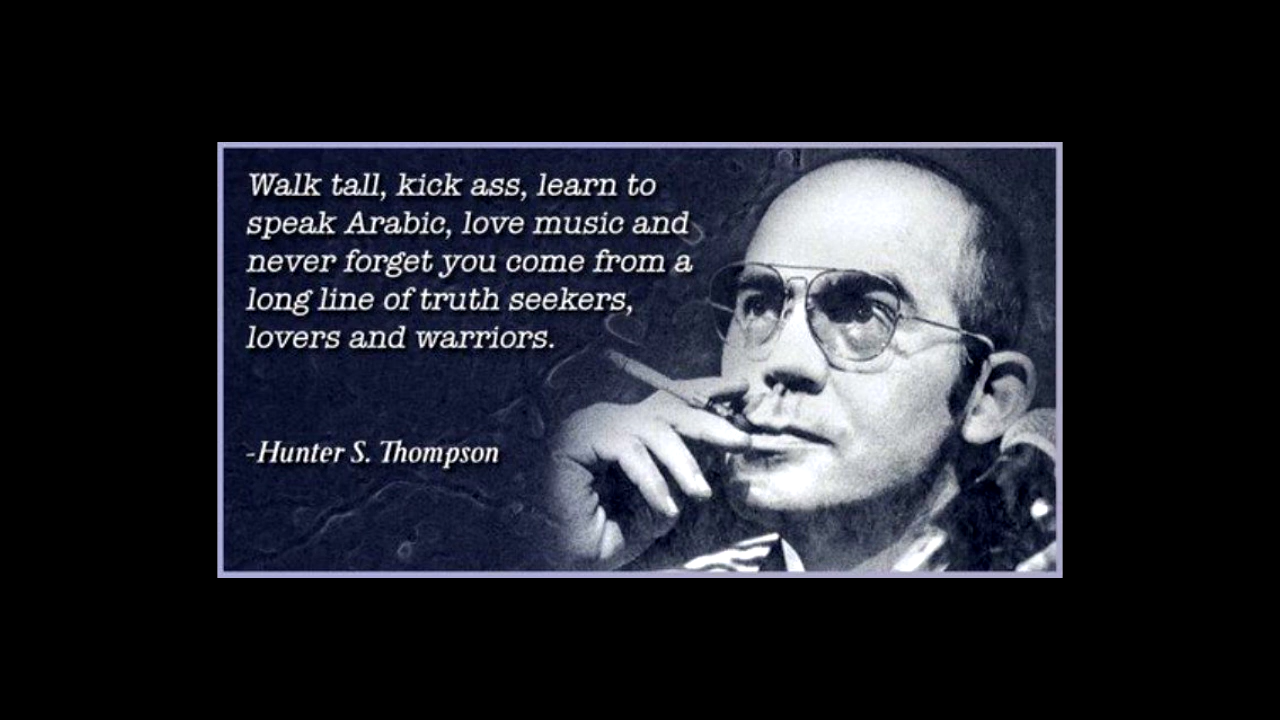 Walk tall, kick ass, learn to
speak Arabic, love music and
never forget you come from a
long line of truth seekers,
lovers and warriors.
-Hunter S. Thompson